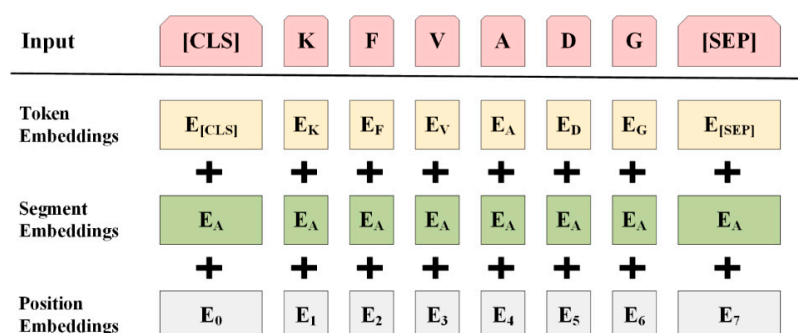 Input [CLS] K F V A D G [SEP]
Token
Embeddings
E[CLS] EK EF EV EA ED EG E[SEP]
+ + + + + + + +
Segment
Embeddings
EA EA EA EA EA EA EA EA
+ + + + + + + +
Position
Embeddings
E0 E1 E2 E3 E4 E5 E6 E7